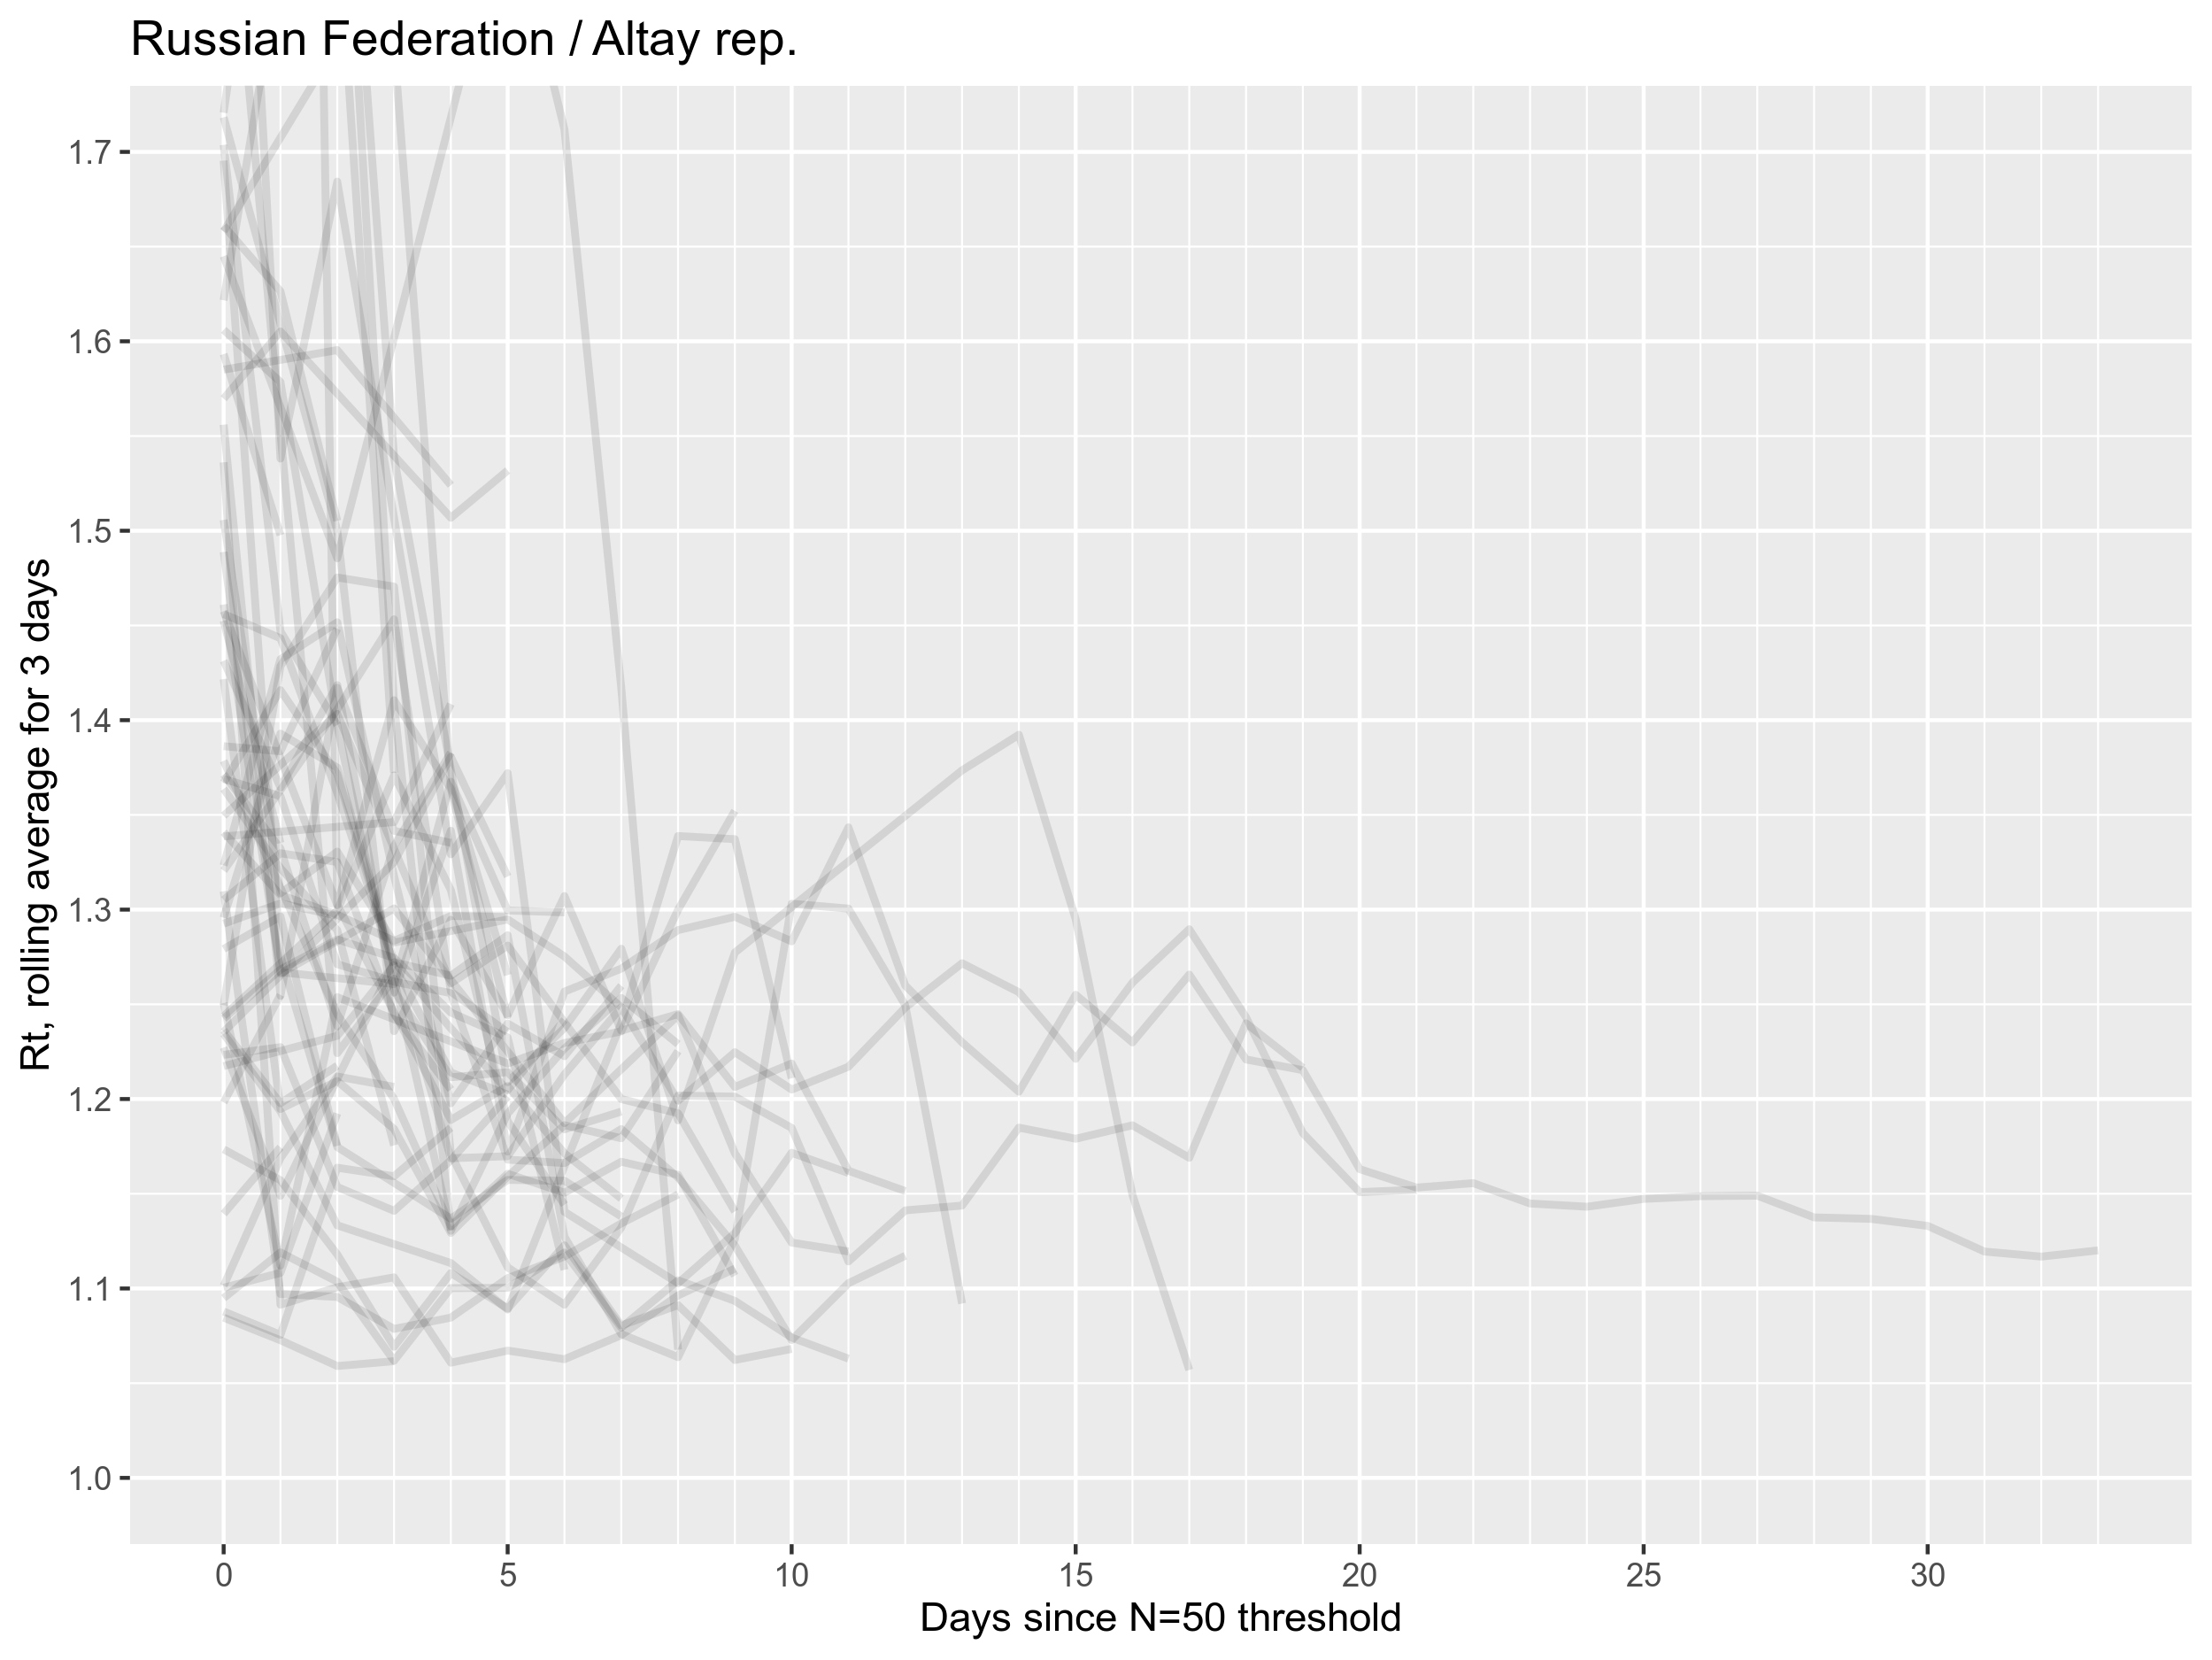 Russian Federation / Altay rep.
Rt, rolling average for 3 days
1.7
1.6
1.5
1.4
1.3
1.2
1.1
1.0
0 5 10 15 20 25 30
Days since N=50 threshold